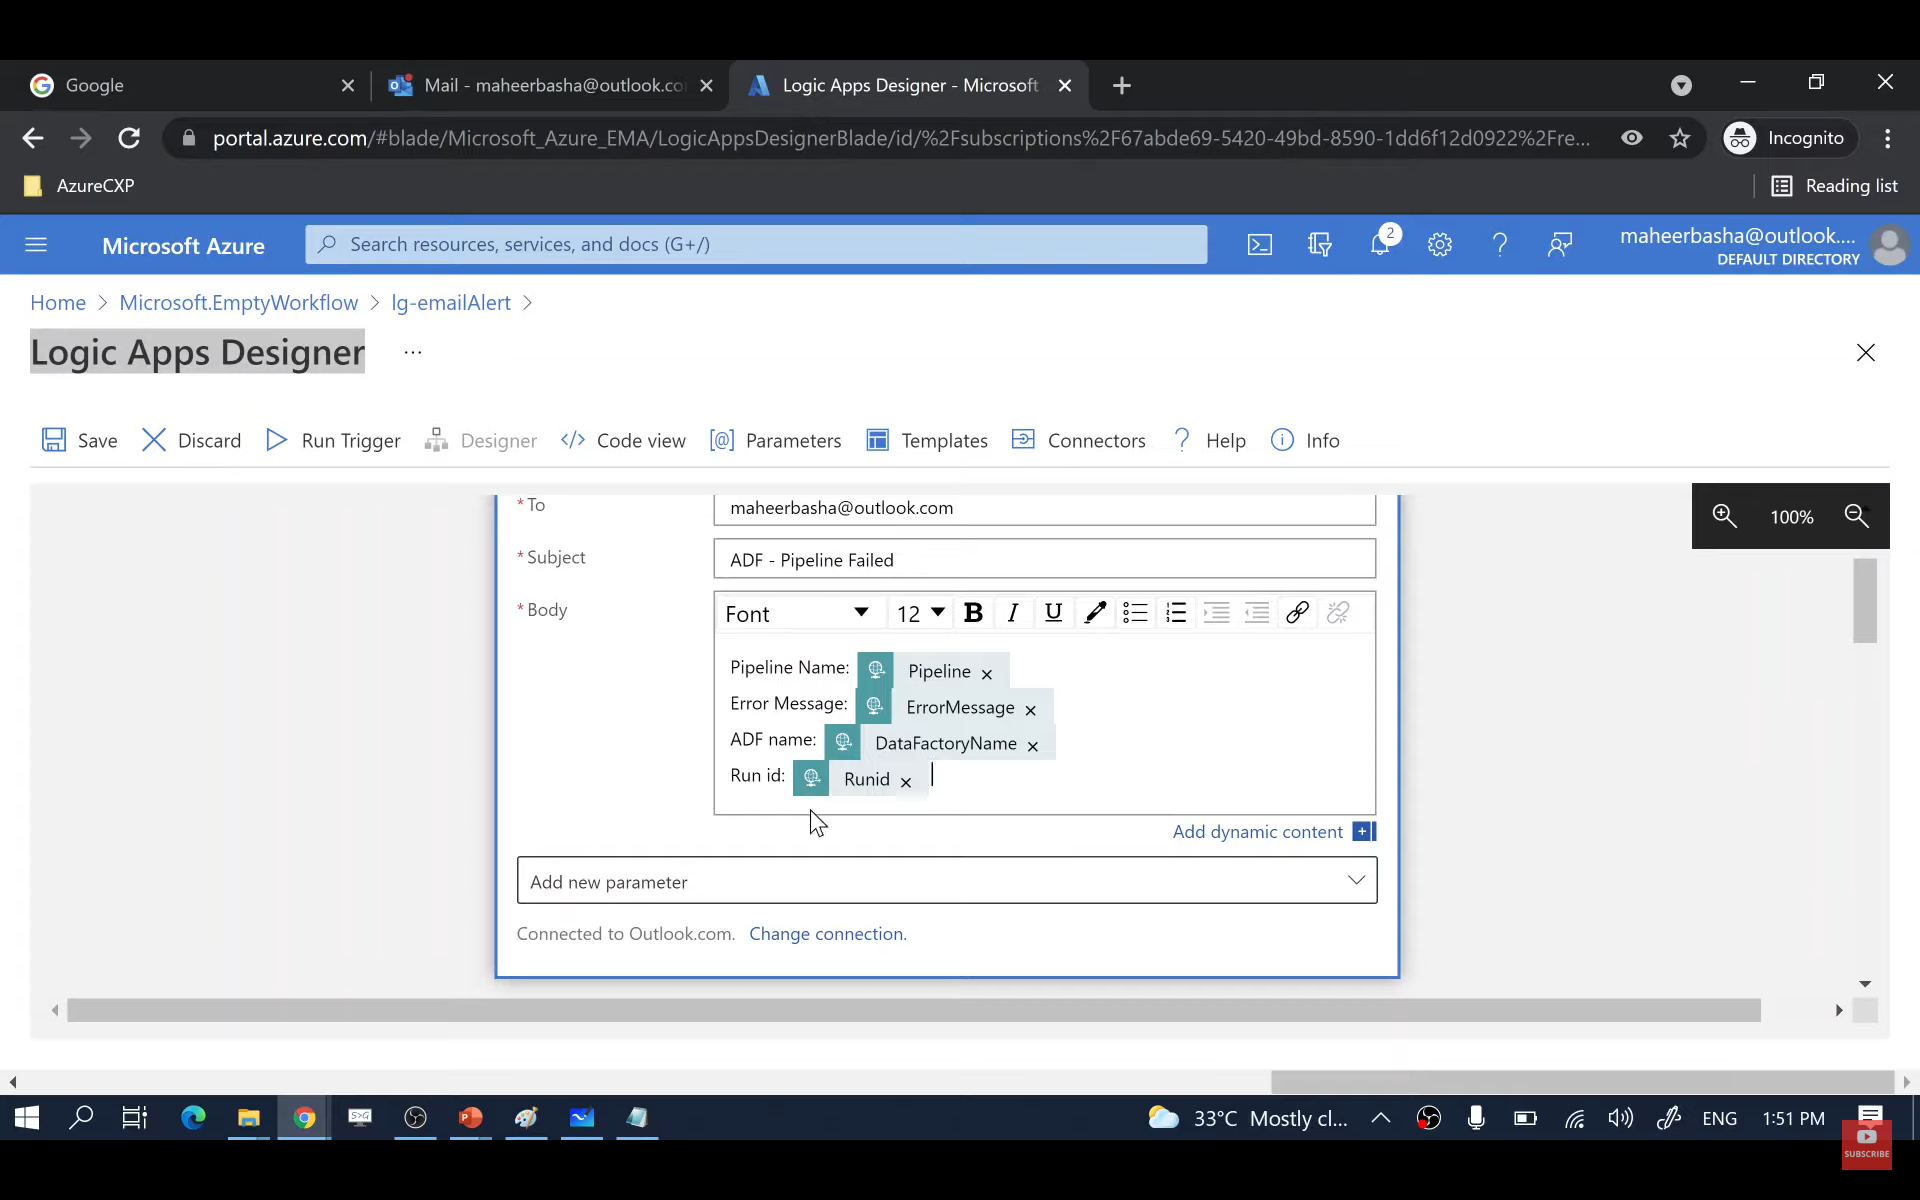 Google
Mail - maheerbasha@outlook.co
Logic Apps Designer - Microsoft
portal.azure.com/#blade/Microsoft_Azure_EMA/LogicAppsDesignerBlade/id/%2Fsubscriptions%2F67abde69-5420-49bd-8590-1dd6f12d0922%2Fre...
Incognito
AzureCXP
Reading list
Microsoft Azure
Search resources, services, and docs (G+/)
2
maheerbasha@outlook....
DEFAULT DIRECTORY
Home > Microsoft.EmptyWorkflow > lg-emailAlert >
Logic Apps Designer ...
Save Discard Run Trigger Designer Code view Parameters Templates Connectors Help Info
* To maheerbasha@outlook.com
100%
* Subject ADF - Pipeline Failed
* Body
Font 12 B I U
Pipeline Name: Pipeline ×
Error Message: ErrorMessage ×
ADF name: DataFactoryName ×
Run id: Runid ×
Add dynamic content +
Add new parameter
Connected to Outlook.com. Change connection.
33°C Mostly cl... ENG 1:51 PM
SUBSCRIBE